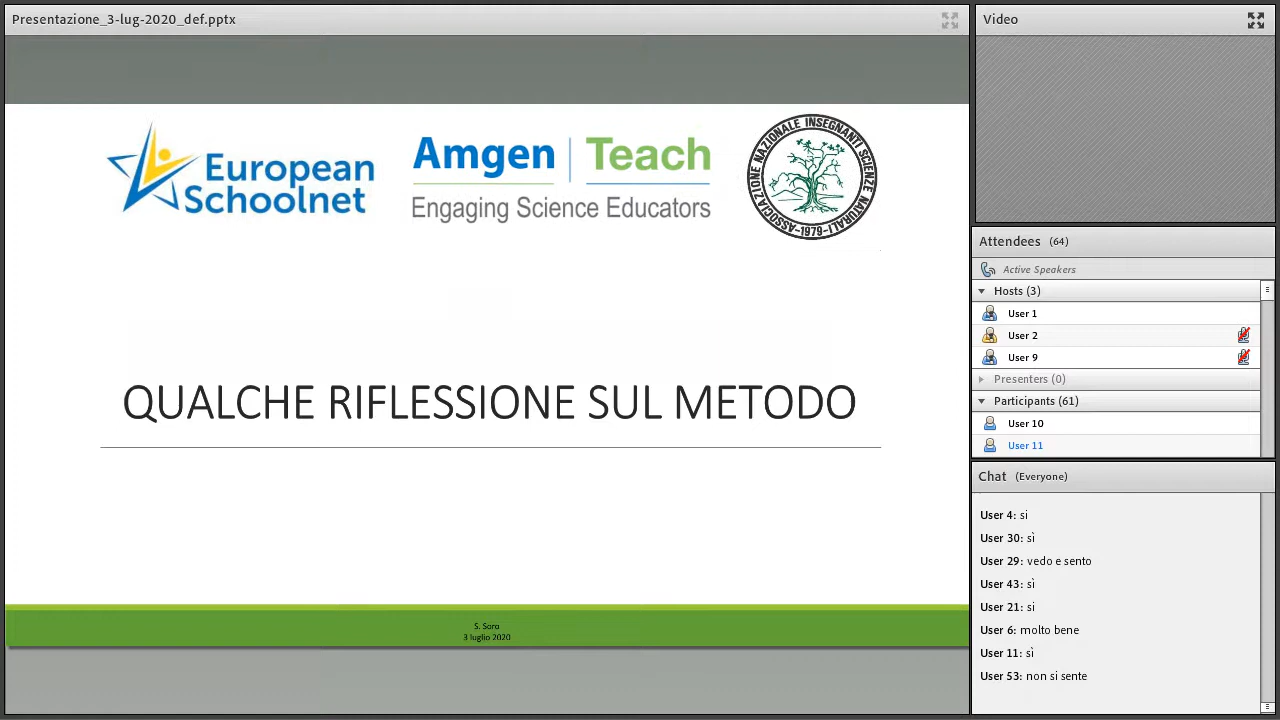 Presentazione_3-lug-2020_def.pptx
European
Schoolnet
Amgen | Teach
Engaging Science Educators
ASSOCIAZIONE NAZIONALE INSEGNANTI SCIENZE NATURALI
-1979-
QUALCHE RIFLESSIONE SUL METODO
S. Soro
3 luglio 2020
Video
Attendees (64)
Active Speakers
Hosts (3)
User 1
User 2
User 9
Presenters (0)
Participants (61)
User 10
User 11
Chat (Everyone)
User 4: si
User 30: sì
User 29: vedo e sento
User 43: sì
User 21: si
User 6: molto bene
User 11: sì
User 53: non si sente